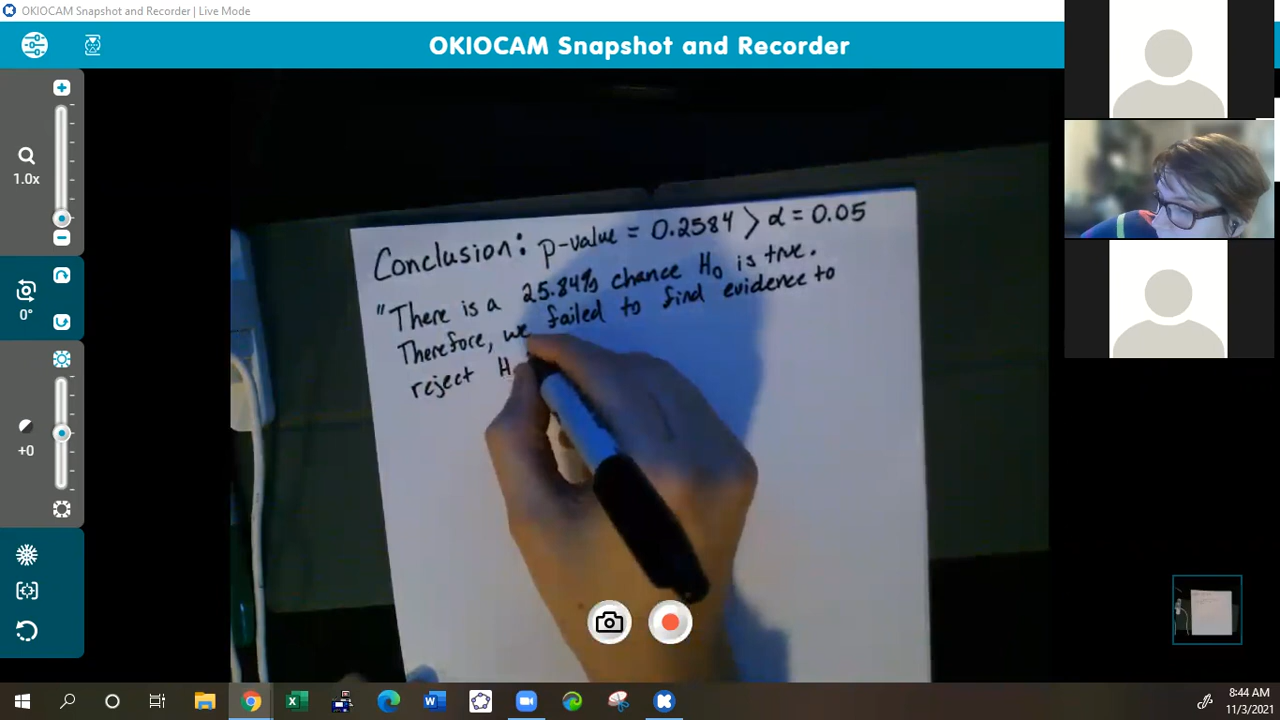 OKIOCAM Snapshot and Recorder | Live Mode
OKIOCAM Snapshot and Recorder
1.0x
0°
+0
Conclusion: p-value = 0.2584 > α = 0.05
"There is a 25.84% chance H₀ is true.
Therefore, we failed to find evidence to
reject H
8:44 AM
11/3/2021